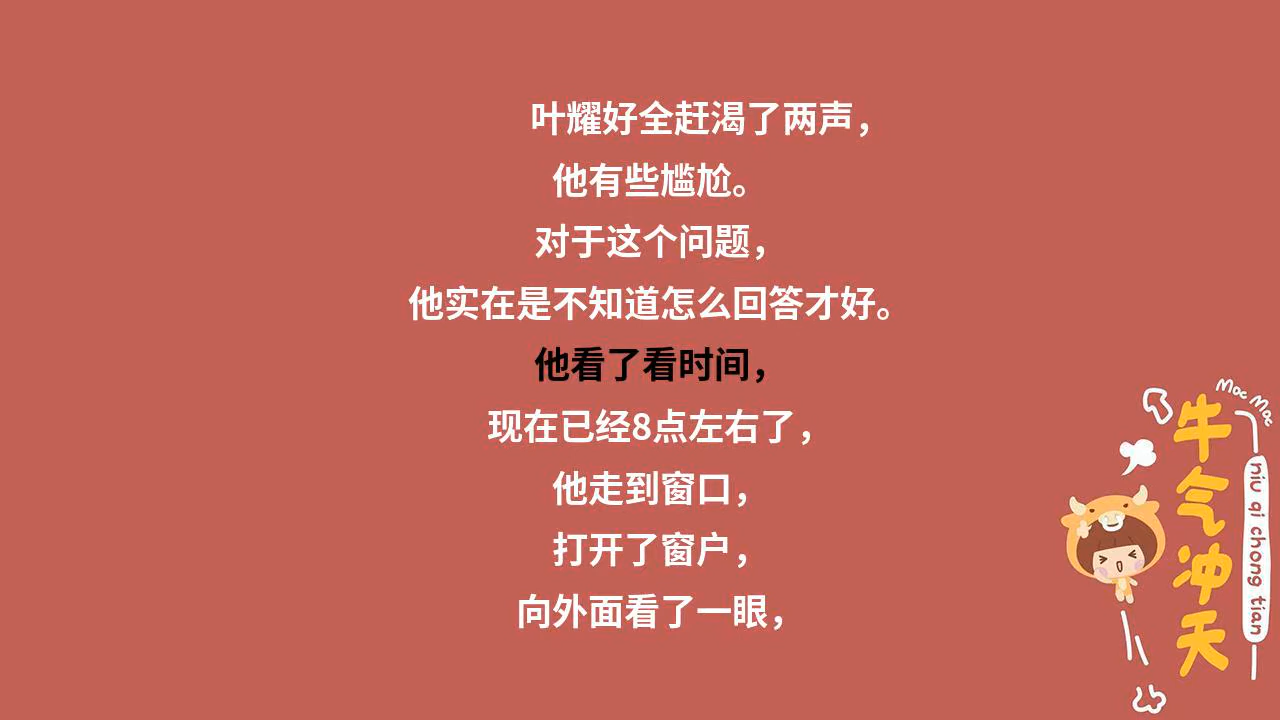 叶耀好全赶渴了两声，
他有些尴尬。
对于这个问题，
他实在是不知道怎么回答才好。
他看了看时间，
现在已经8点左右了，
他走到窗口，
打开了窗户，
向外面看了一眼，
Moc Moc
牛气冲天
niu qi chong tian